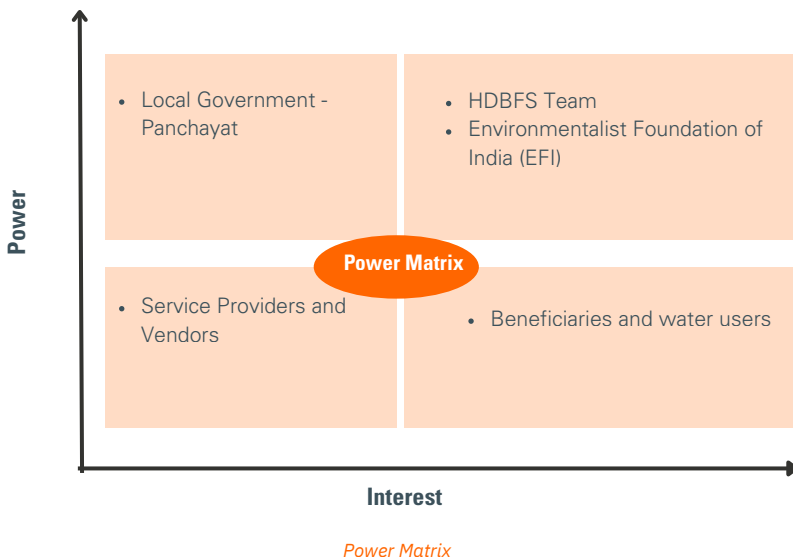 • Local Government -
Panchayat
• HDBFS Team
• Environmentalist Foundation of
India (EFI)
Power
Power Matrix
• Service Providers and
Vendors
• Beneficiaries and water users
Interest
Power Matrix